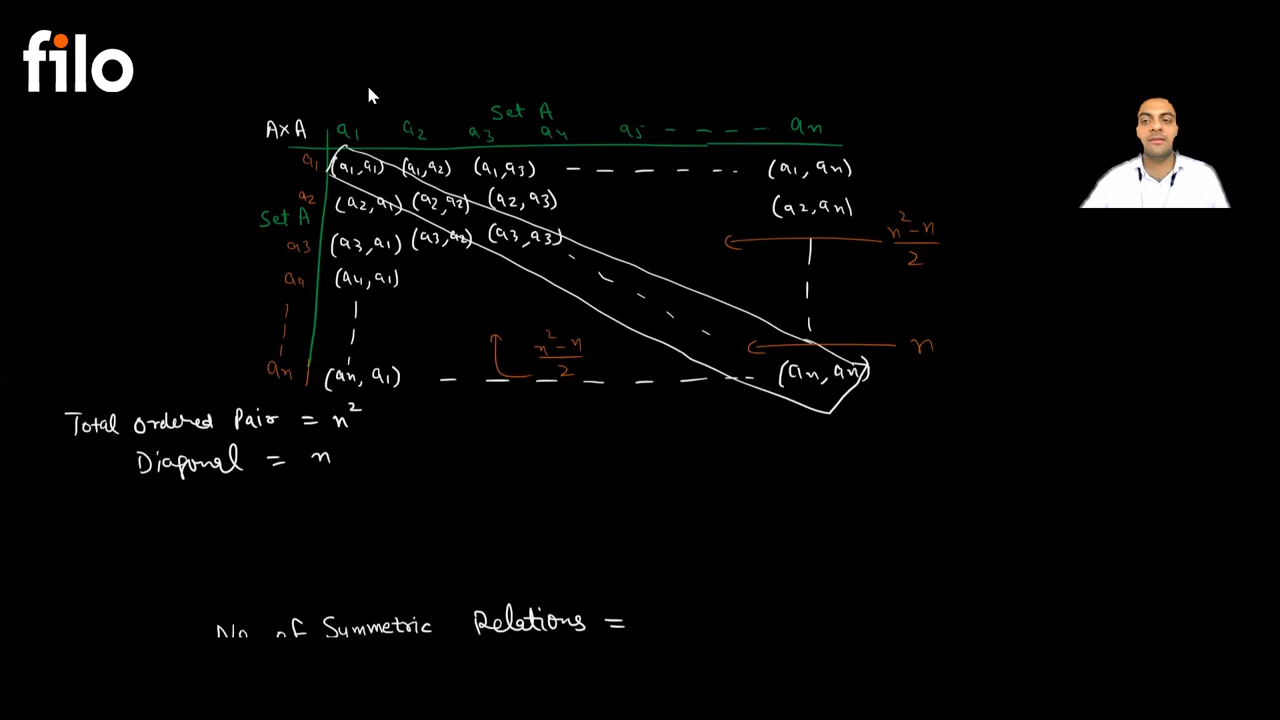 filo
Set A
A×A a1 a2 a3 a4 a5 - - - - an
a1 (a1,a1) (a1,a2) (a1,a3) - - - - - - (a1, an)
a2 (a2,a1) (a2,a2) (a2,a3) (a2,an)
Set A
n²-n/2
a3 (a3,a1) (a3,a2) (a3,a3)
a4 (a4,a1)
n²-n/2
n
an (an,a1) - - - - - - - (an, an)
Total ordered Pair = n²
Diagonal = n
No of Symmetric Relations =